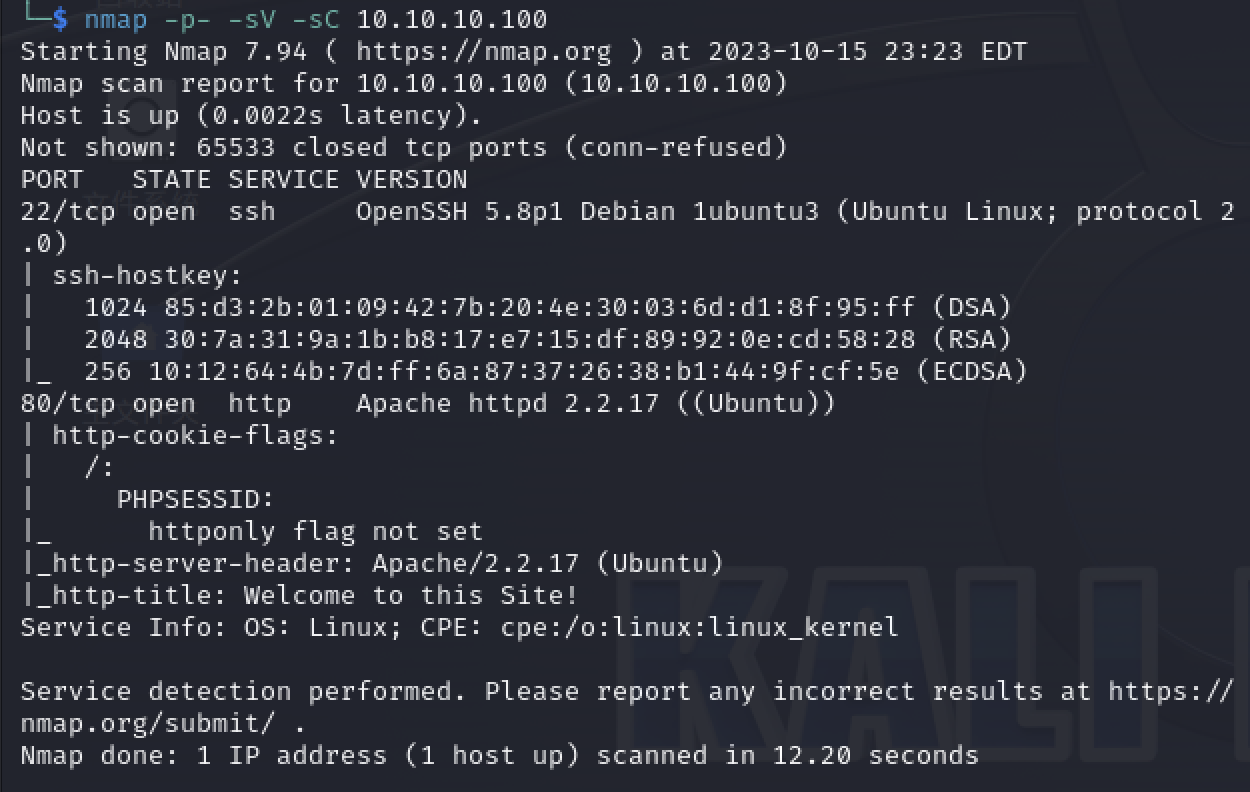 └─$ nmap -p- -sV -sC 10.10.10.100
Starting Nmap 7.94 ( https://nmap.org ) at 2023-10-15 23:23 EDT
Nmap scan report for 10.10.10.100 (10.10.10.100)
Host is up (0.0022s latency).
Not shown: 65533 closed tcp ports (conn-refused)
PORT   STATE SERVICE VERSION
22/tcp open  ssh     OpenSSH 5.8p1 Debian 1ubuntu3 (Ubuntu Linux; protocol 2
.0)
| ssh-hostkey:
|   1024 85:d3:2b:01:09:42:7b:20:4e:30:03:6d:d1:8f:95:ff (DSA)
|   2048 30:7a:31:9a:1b:b8:17:e7:15:df:89:92:0e:cd:58:28 (RSA)
|_  256 10:12:64:4b:7d:ff:6a:87:37:26:38:b1:44:9f:cf:5e (ECDSA)
80/tcp open  http    Apache httpd 2.2.17 ((Ubuntu))
| http-cookie-flags:
|   /:
|     PHPSESSID:
|_      httponly flag not set
|_http-server-header: Apache/2.2.17 (Ubuntu)
|_http-title: Welcome to this Site!
Service Info: OS: Linux; CPE: cpe:/o:linux:linux_kernel

Service detection performed. Please report any incorrect results at https://
nmap.org/submit/ .
Nmap done: 1 IP address (1 host up) scanned in 12.20 seconds
文件系统
KALI